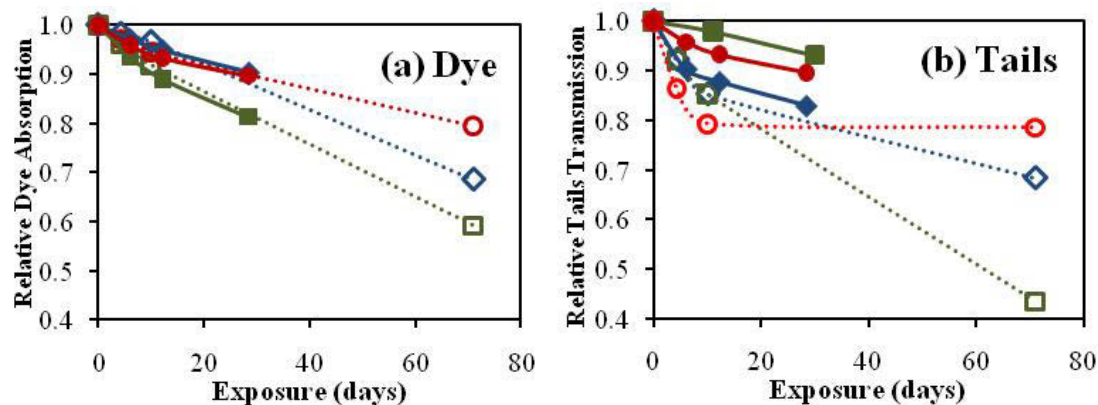 (a) Dye
Relative Dye Absorption
1.0
0.9
0.8
0.7
0.6
0.5
0.4
0 20 40 60 80
Exposure (days)
(b) Tails
Relative Tails Transmission
1.0
0.9
0.8
0.7
0.6
0.5
0.4
0 20 40 60 80
Exposure (days)